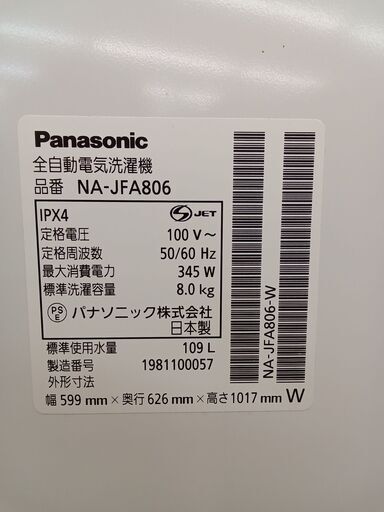 Panasonic
全自動電気洗濯機
品番 NA-JFA806
IPX4 S JET
定格電圧 100 V~
定格周波数 50/60 Hz
最大消費電力 345 W
標準洗濯容量 8.0 kg
PSE パナソニック株式会社
日本製
標準使用水量 109 L
製造番号 1981100057
外形寸法
幅 599 mm × 奥行 626 mm × 高さ 1017 mm W
NA-JFA806-W